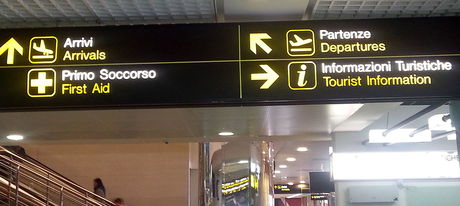 Arrivi
Arrivals
Primo Soccorso
First Aid
Partenze
Departures
Informazioni Turistiche
Tourist Information